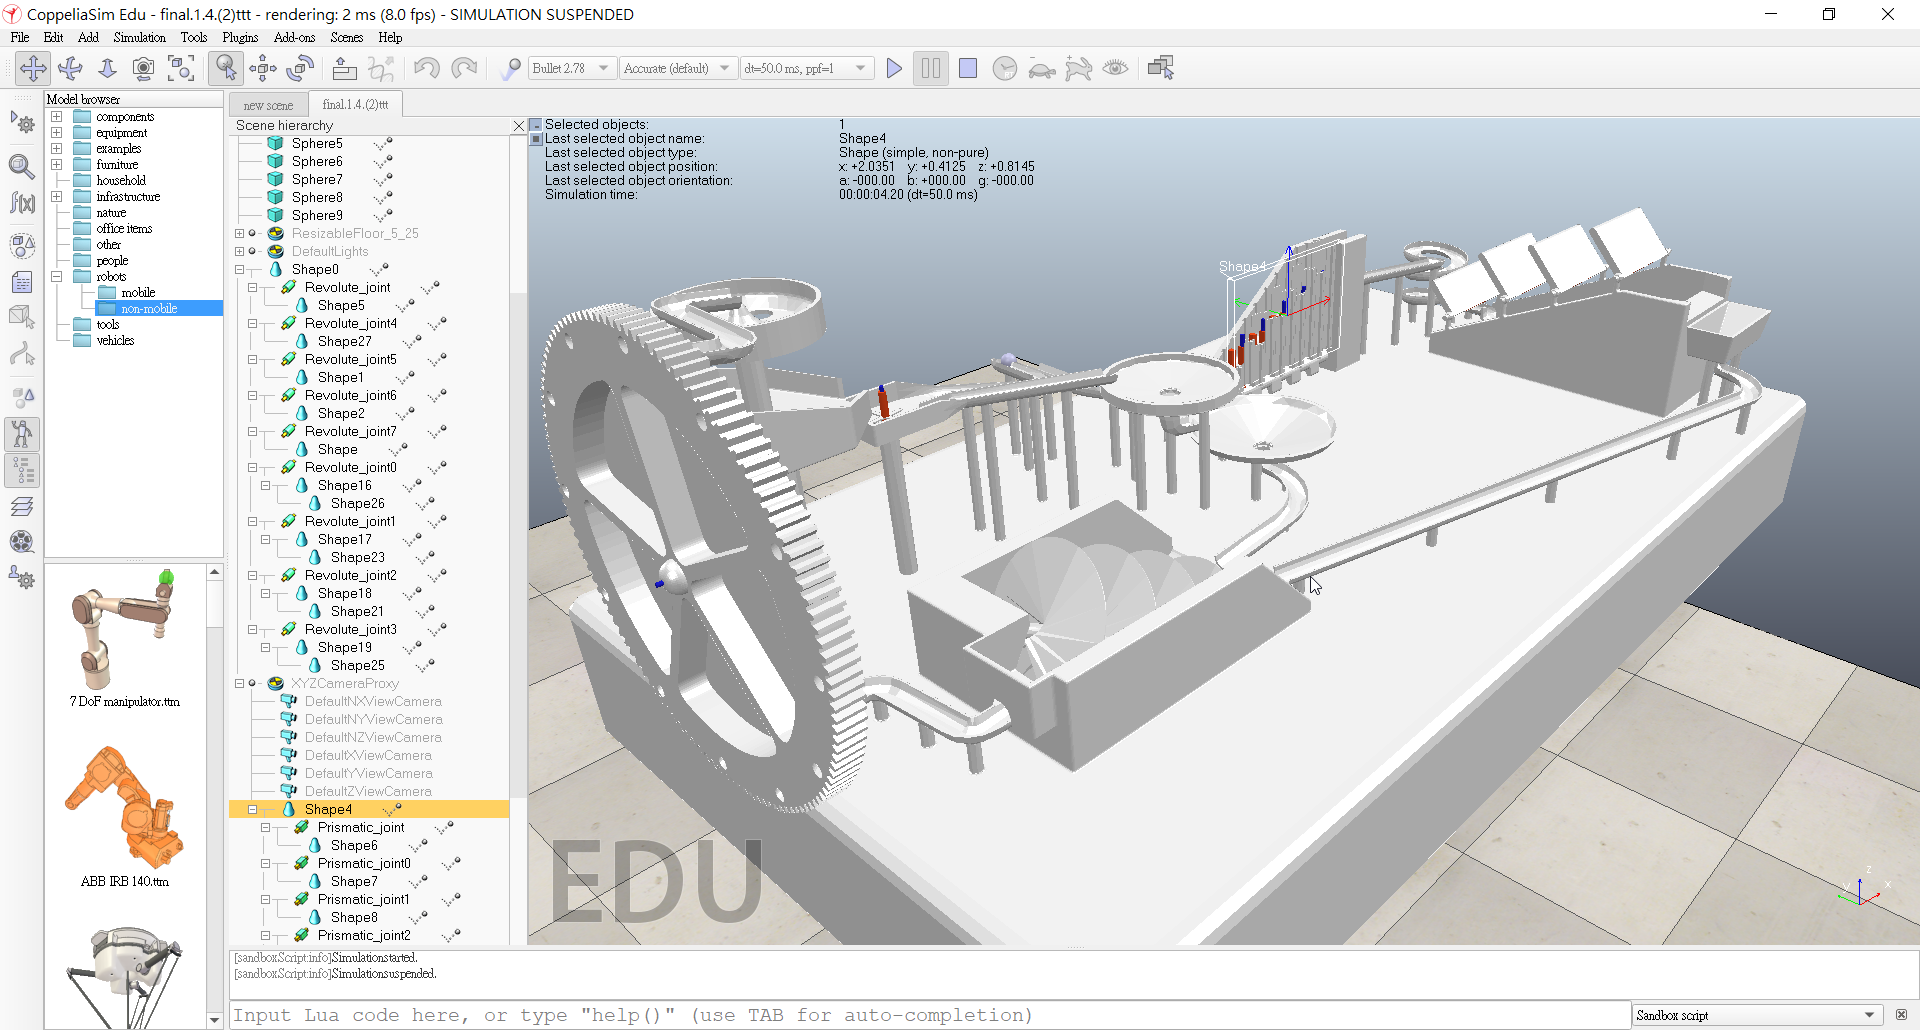 CoppeliaSim Edu - final.1.4.(2)ttt - rendering: 2 ms (8.0 fps) - SIMULATION SUSPENDED
File Edit Add Simulation Tools Plugins Add-ons Scenes Help
Bullet 2.78 Accurate (default) dt=50.0 ms, ppf=1
Model browser
components
equipment
examples
furniture
household
infrastructure
nature
office items
other
people
robots
mobile
non-mobile
tools
vehicles
7 DoF manipulator.ttm
ABB IRB 140.ttm
new scene final.1.4.(2)ttt
Scene hierarchy
Sphere5
Sphere6
Sphere7
Sphere8
Sphere9
ResizableFloor_5_25
DefaultLights
Shape0
Revolute_joint
Shape5
Revolute_joint4
Shape27
Revolute_joint5
Shape1
Revolute_joint6
Shape2
Revolute_joint7
Shape
Revolute_joint0
Shape16
Shape26
Revolute_joint1
Shape17
Shape23
Revolute_joint2
Shape18
Shape21
Revolute_joint3
Shape19
Shape25
XYZCameraProxy
DefaultNXViewCamera
DefaultNYViewCamera
DefaultNZViewCamera
DefaultXViewCamera
DefaultYViewCamera
DefaultZViewCamera
Shape4
Prismatic_joint
Shape6
Prismatic_joint0
Shape7
Prismatic_joint1
Shape8
Prismatic_joint2
Selected objects: 1
Last selected object name: Shape4
Last selected object type: Shape (simple, non-pure)
Last selected object position: x: +2.0351 y: +0.4125 z: +0.8145
Last selected object orientation: a: -000.00 b: +000.00 g: -000.00
Simulation time: 00:00:04.20 (dt=50.0 ms)
Shape4
EDU
z
x
[sandboxScript:info]Simulationstarted.
[sandboxScript:info]Simulationsuspended.
Input Lua code here, or type "help()" (use TAB for auto-completion)
Sandbox script